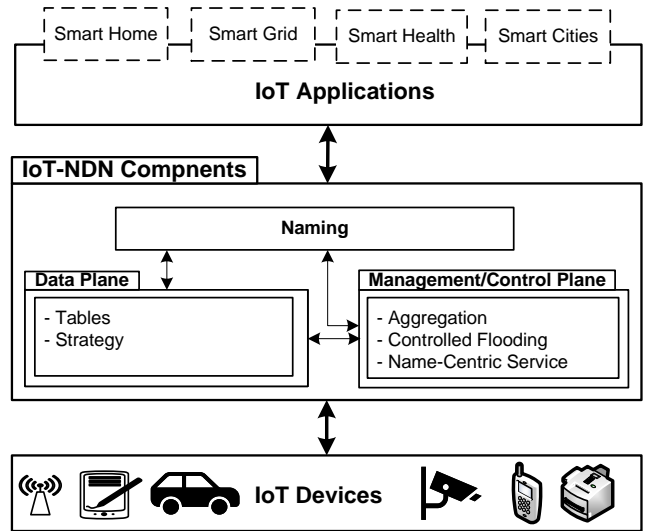 Smart Home
Smart Grid
Smart Health
Smart Cities
IoT Applications
IoT-NDN Compnents
Naming
Data Plane
- Tables
- Strategy
Management/Control Plane
- Aggregation
- Controlled Flooding
- Name-Centric Service
IoT Devices